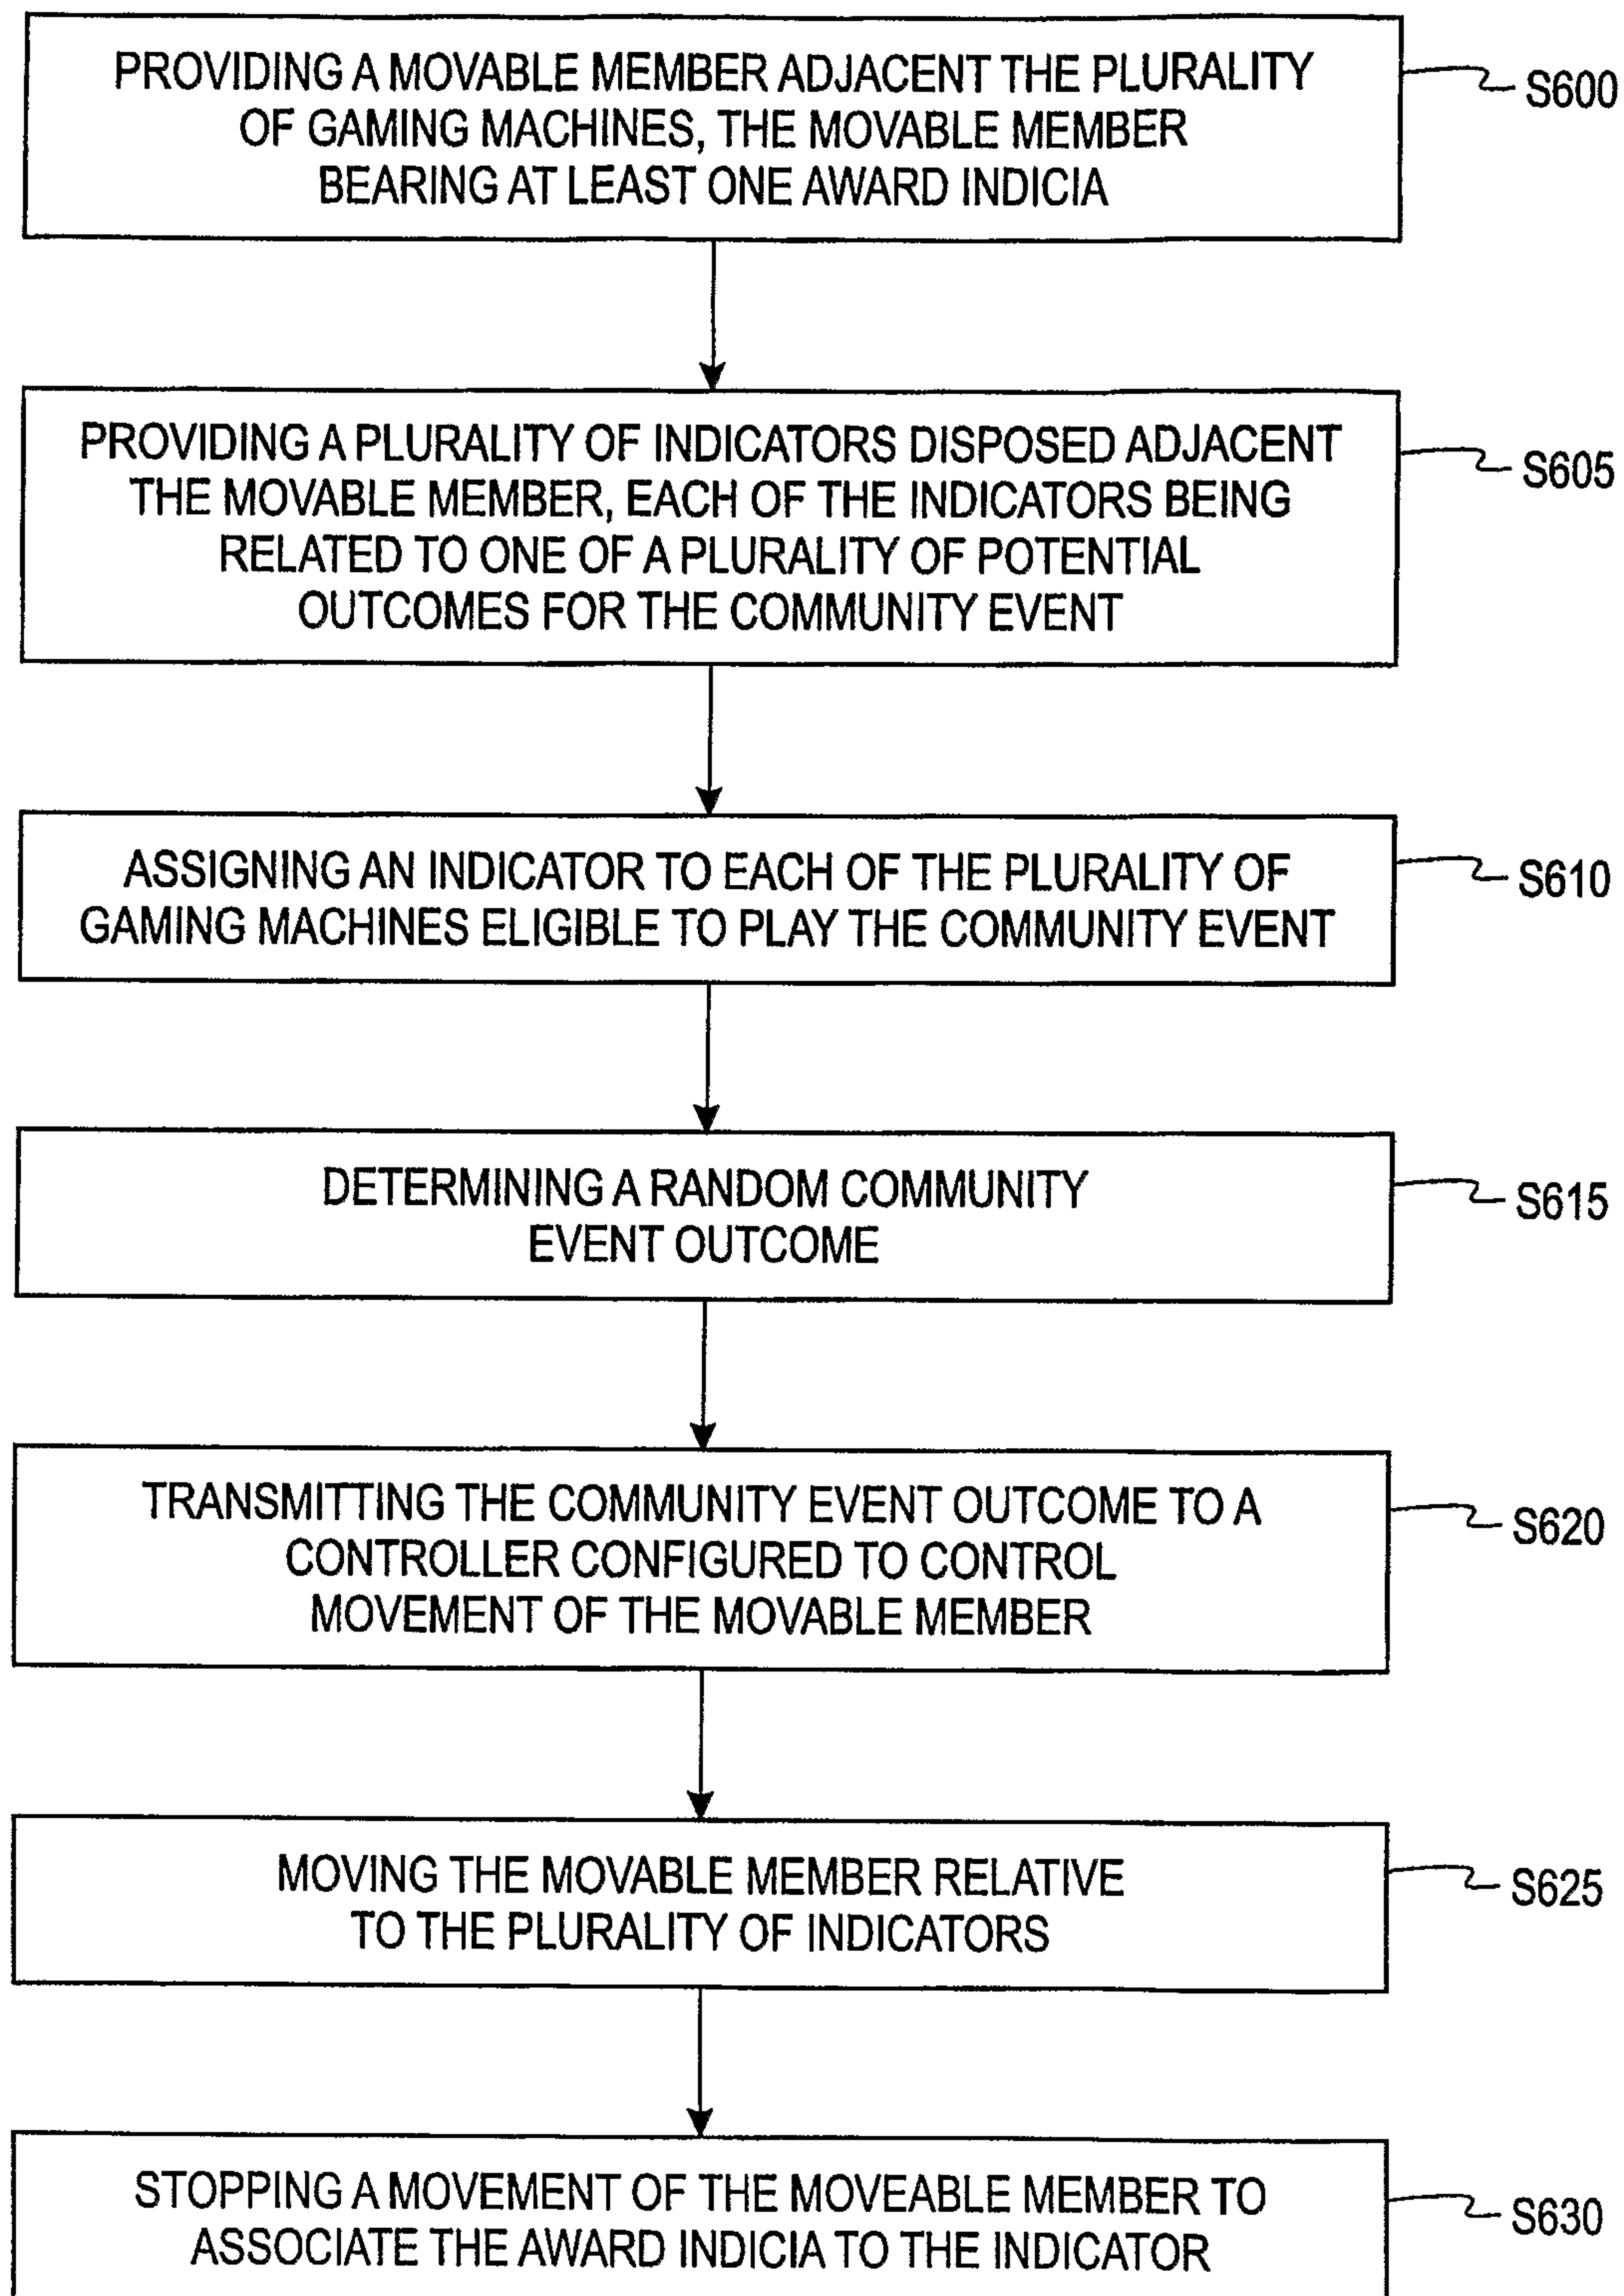 PROVIDING A MOVABLE MEMBER ADJACENT THE PLURALITY
OF GAMING MACHINES, THE MOVABLE MEMBER
BEARING AT LEAST ONE AWARD INDICIA
S600
PROVIDING A PLURALITY OF INDICATORS DISPOSED ADJACENT
THE MOVABLE MEMBER, EACH OF THE INDICATORS BEING
RELATED TO ONE OF A PLURALITY OF POTENTIAL
OUTCOMES FOR THE COMMUNITY EVENT
S605
ASSIGNING AN INDICATOR TO EACH OF THE PLURALITY OF
GAMING MACHINES ELIGIBLE TO PLAY THE COMMUNITY EVENT
S610
DETERMINING A RANDOM COMMUNITY
EVENT OUTCOME
S615
TRANSMITTING THE COMMUNITY EVENT OUTCOME TO A
CONTROLLER CONFIGURED TO CONTROL
MOVEMENT OF THE MOVABLE MEMBER
S620
MOVING THE MOVABLE MEMBER RELATIVE
TO THE PLURALITY OF INDICATORS
S625
STOPPING A MOVEMENT OF THE MOVEABLE MEMBER TO
ASSOCIATE THE AWARD INDICIA TO THE INDICATOR
S630